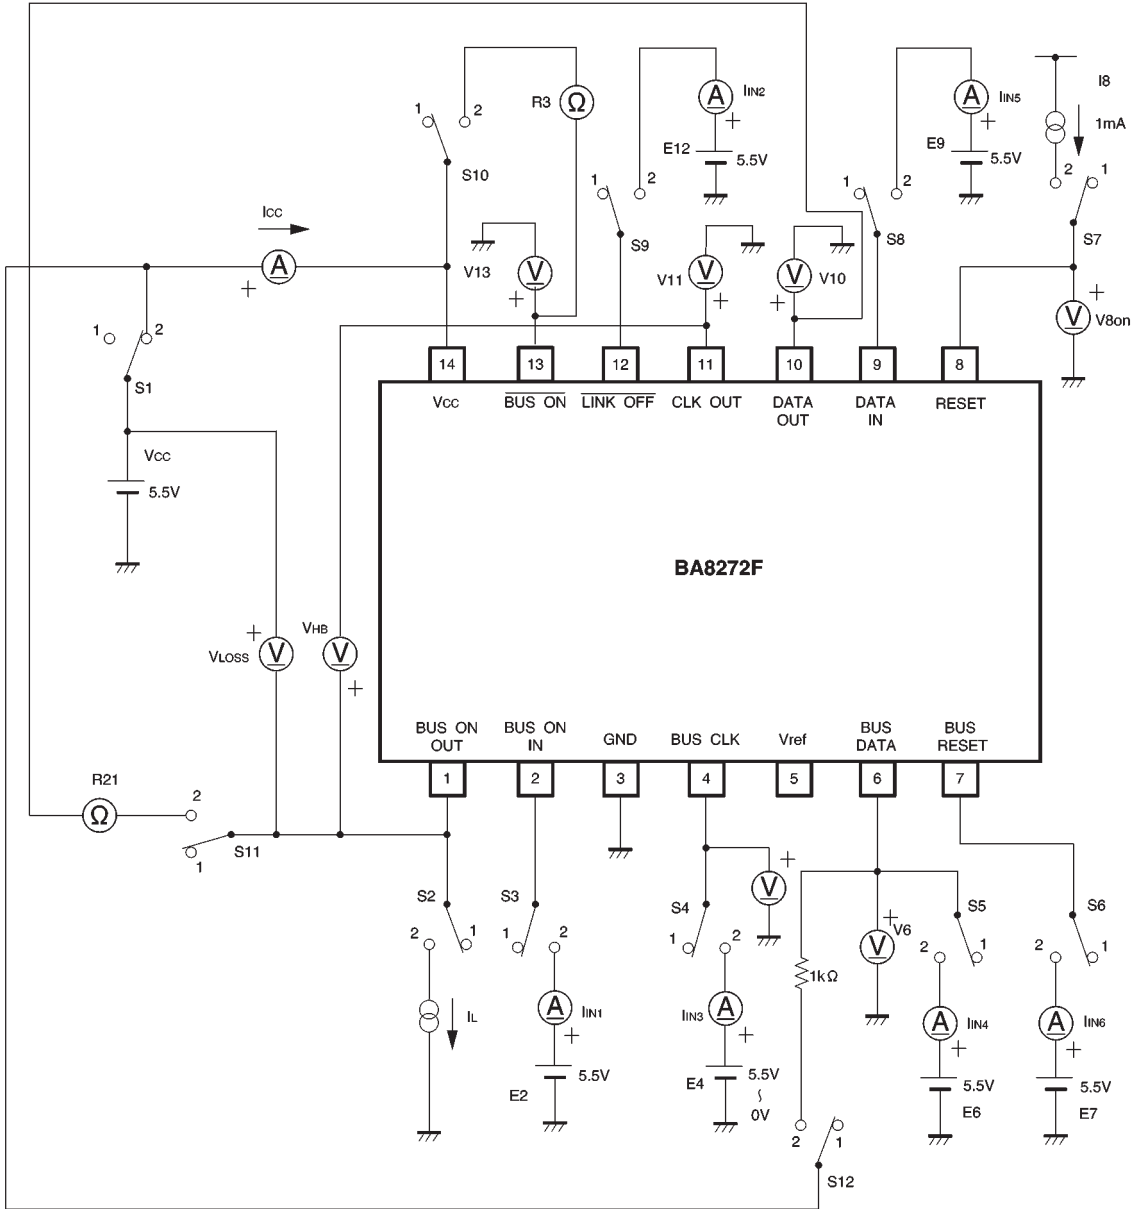 1 2
R3 Ω
S10
A IIN2
+
E12 5.5V
1 2
S9
A IIN5
+
E9 5.5V
1 2
S8
I8
1mA
2 1
S7
ICC
A
+
V13 V
+
V11 V
+
V V10
+
+
V V8on
1 2
S1
VCC
5.5V
14 13 12 11 10 9 8
VCC
BUS ON
LINK OFF
CLK OUT
DATA OUT
DATA IN
RESET
BA8272F
+
VLOSS V
VHB
V
+
BUS ON OUT
BUS ON IN
GND
BUS CLK
Vref
BUS DATA
BUS RESET
1 2 3 4 5 6 7
R21
Ω
2
1
S11
S2
2 1
IL
S3
1 2
A IIN1
+
E2 5.5V
+
V
S4
1 2
IIN3 A
+
E4 5.5V
~
0V
1kΩ
+
V V6
S5
2 1
A IIN4
+
5.5V
E6
S6
2 1
A IIN6
+
5.5V
E7
2 1
S12